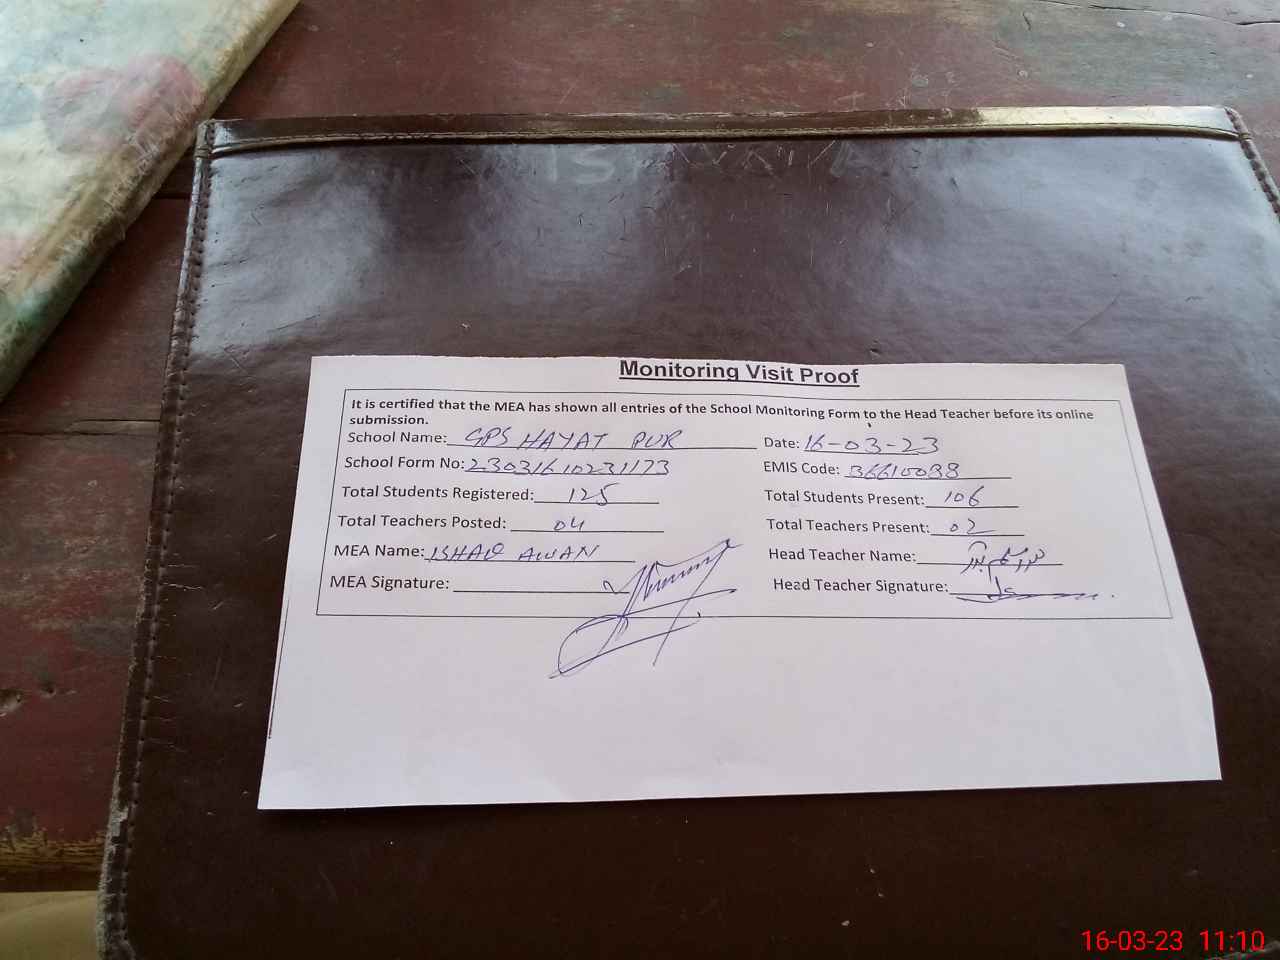 Monitoring Visit Proof
It is certified that the MEA has shown all entries of the School Monitoring Form to the Head Teacher before its online
submission.
School Name: GPS HAYAT PUR Date: 16-03-23
School Form No: 23031610231173 EMIS Code: 36610038
Total Students Registered: 125 Total Students Present: 106
Total Teachers Posted: 04 Total Teachers Present: 02
MEA Name: ISHAQ AWAN Head Teacher Name:
MEA Signature: Head Teacher Signature:
16-03-23 11:10